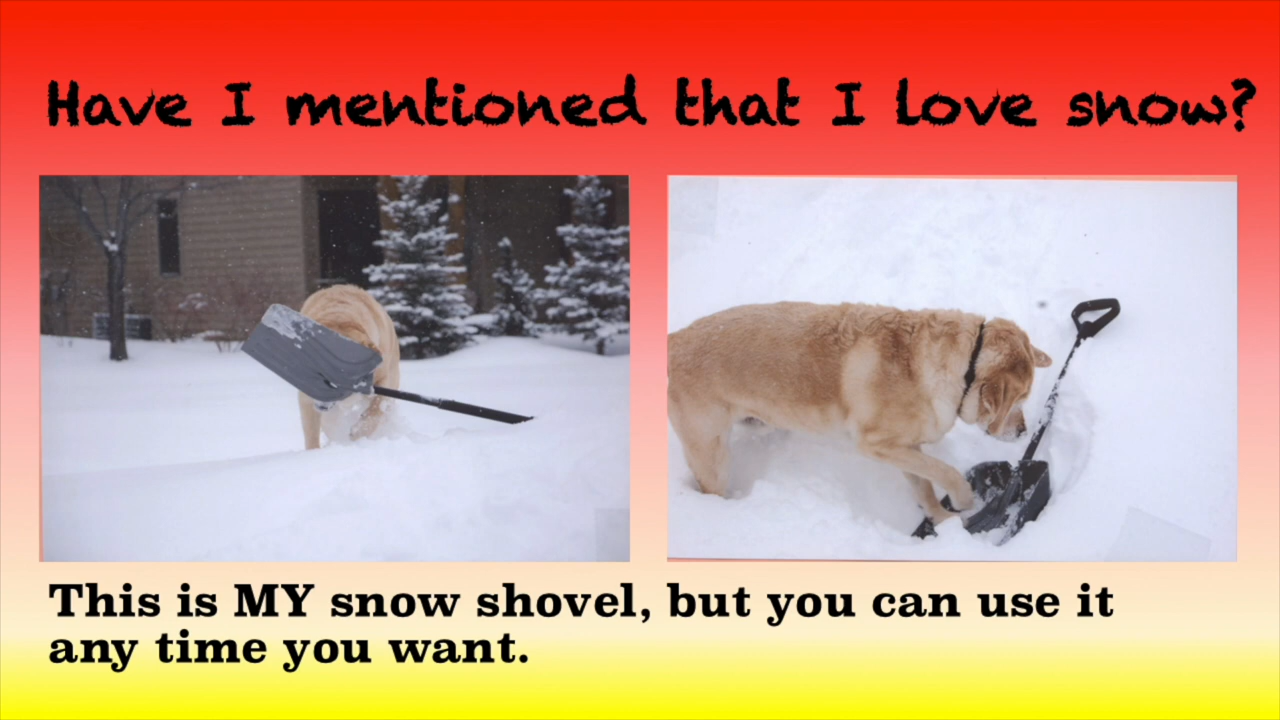 Have I mentioned that I love snow?
This is MY snow shovel, but you can use it
any time you want.